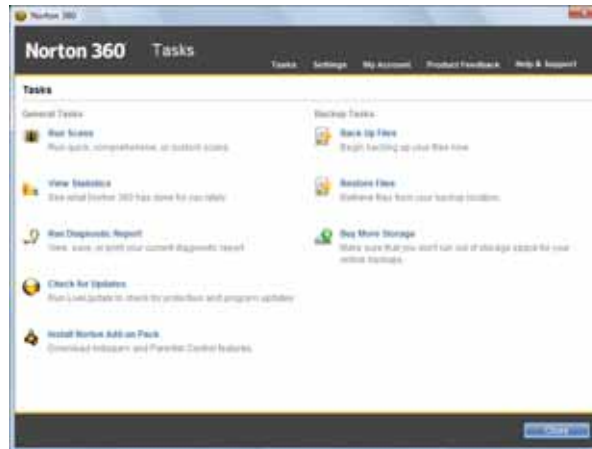 Norton 360
Norton 360 Tasks
Tasks Settings My Account Product Feedback Help & Support
Tasks
General Tasks
Run Scans
Run quick, comprehensive, or custom scans.
View Statistics
See what Norton 360 has done for you lately.
Run Diagnostic Report
View, save, or print your current diagnostic report.
Check for Updates
Run LiveUpdate to check for protection and program updates.
Install Norton Add-on Pack
Download Antispam and Parental Control features.
Backup Tasks
Back Up Files
Begin backing up your files now.
Restore Files
Retrieve files from your backup location.
Buy More Storage
Make sure that you don't run out of storage space for your
online backups.
Close